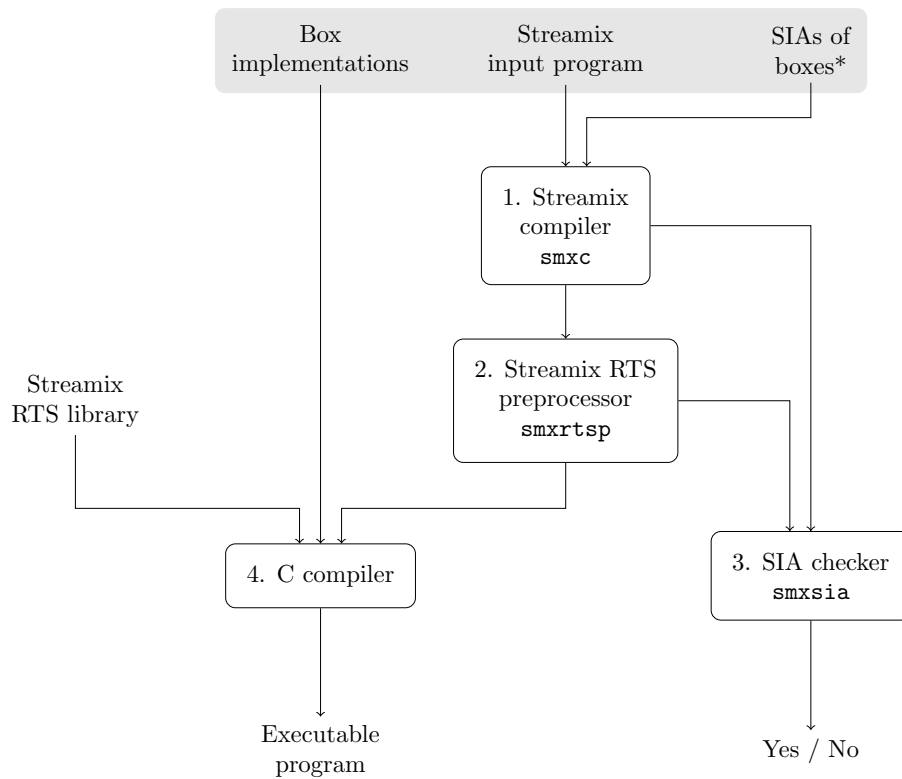 Box
implementations
Streamix
input program
SIAs of
boxes*
1. Streamix
compiler
smxc
2. Streamix RTS
preprocessor
smxrtsp
Streamix
RTS library
3. SIA checker
smxsia
4. C compiler
Executable
program
Yes / No